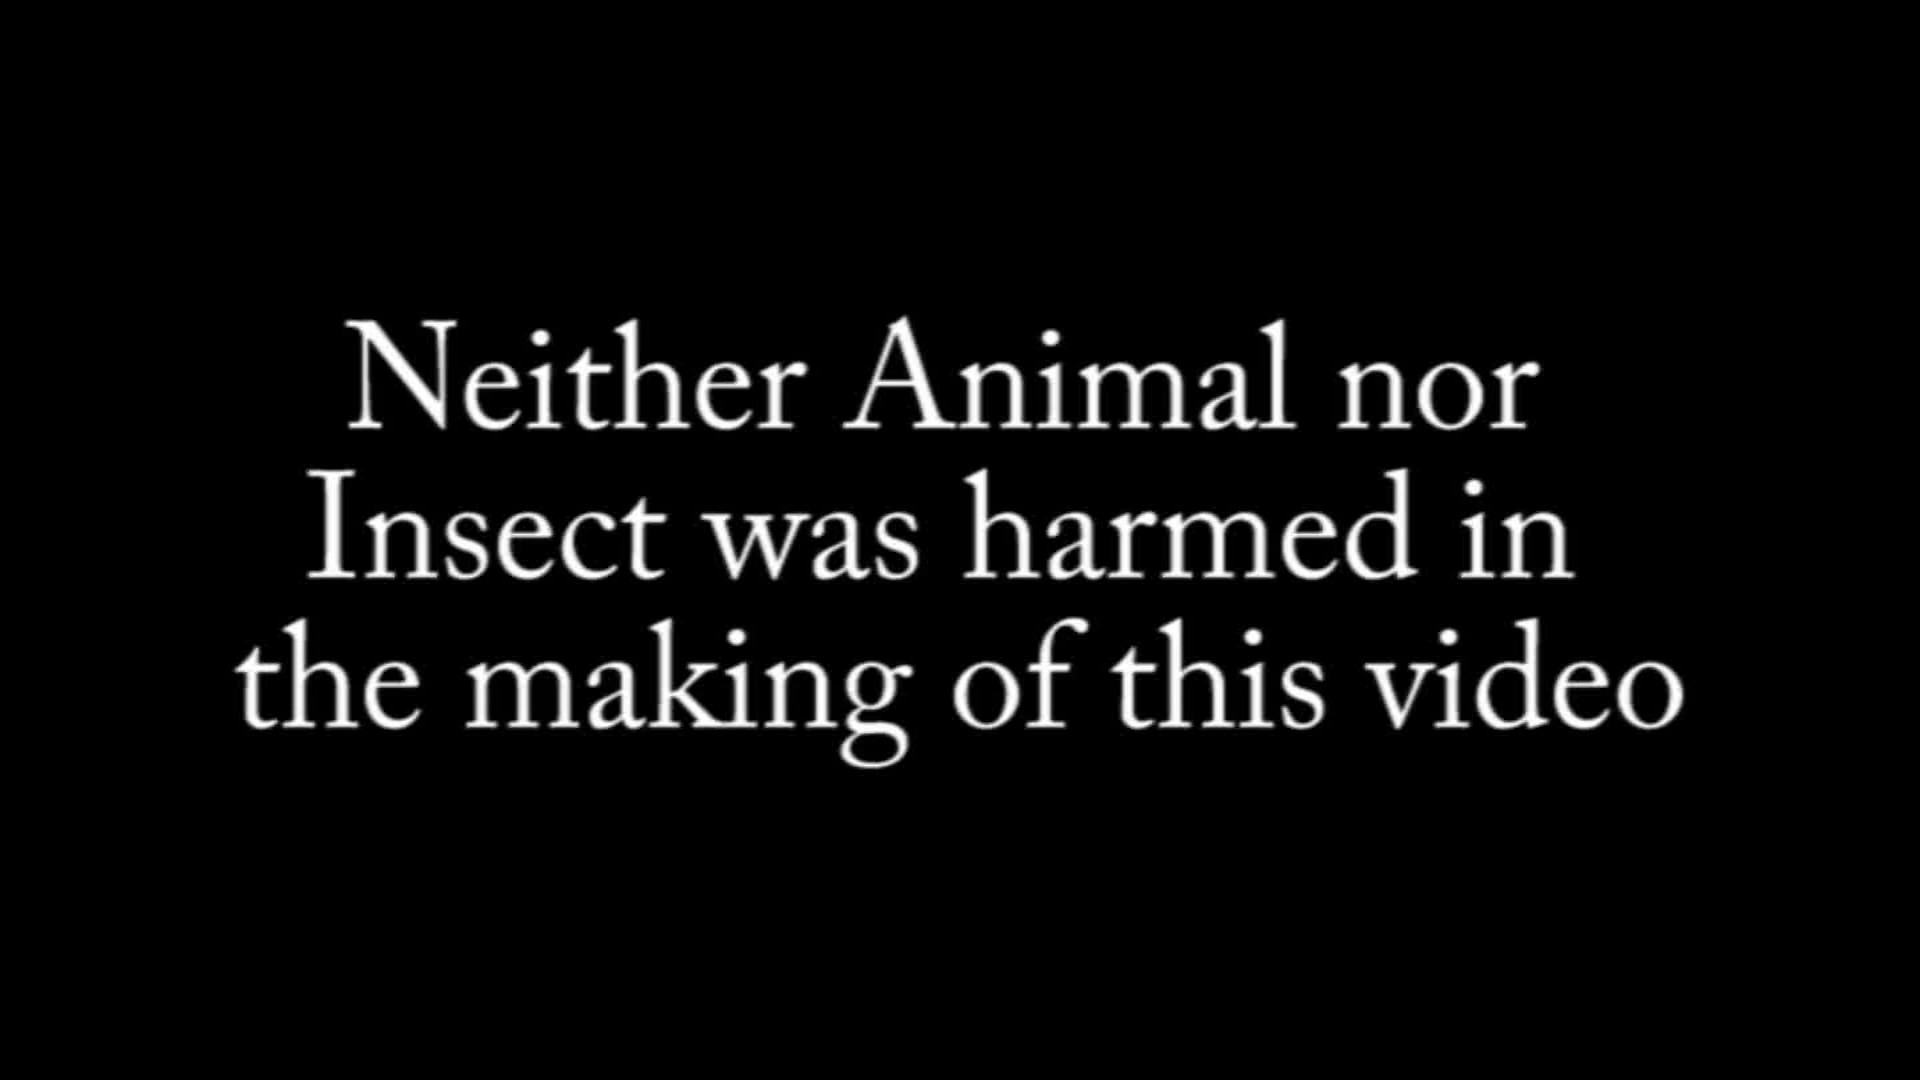 Neither Animal nor
Insect was harmed in
the making of this video